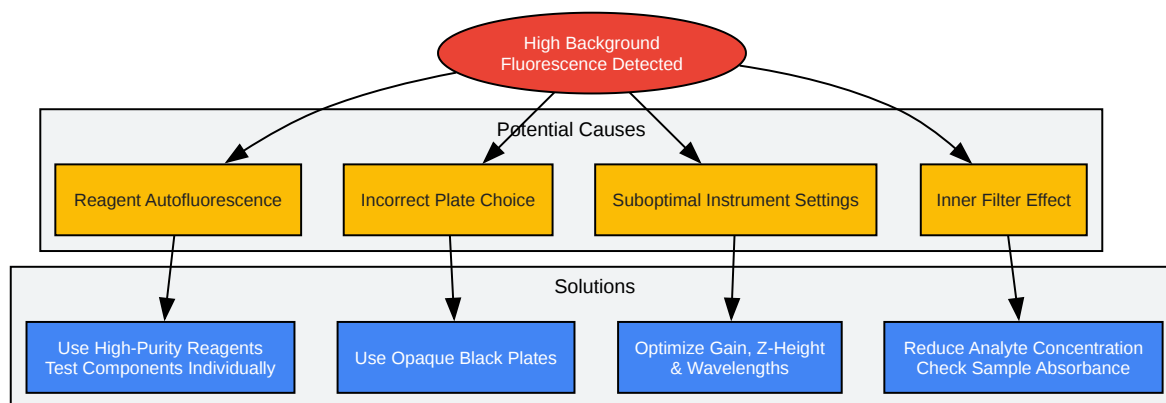 High Background
Fluorescence Detected
Potential Causes
Reagent Autofluorescence
Incorrect Plate Choice
Suboptimal Instrument Settings
Inner Filter Effect
Solutions
Use High-Purity Reagents
Test Components Individually
Use Opaque Black Plates
Optimize Gain, Z-Height
& Wavelengths
Reduce Analyte Concentration
Check Sample Absorbance